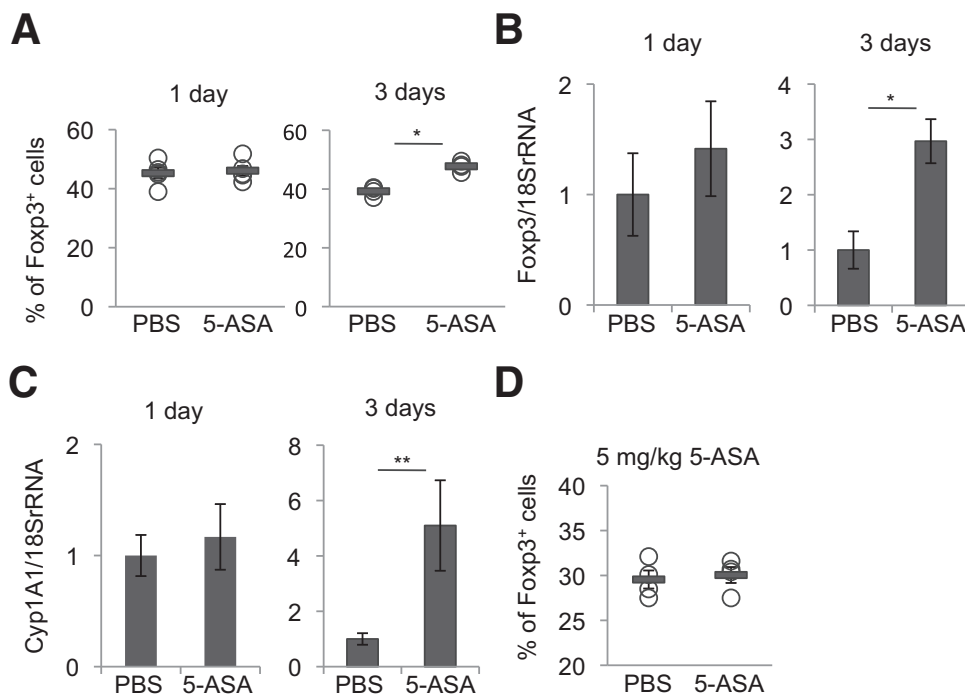 A
1 day
3 days
% of Foxp3⁺ cells
60
40
20
0
PBS 5-ASA
60
40
20
0
*
PBS 5-ASA
B
1 day
3 days
Foxp3/18SrRNA
2
1
0
PBS 5-ASA
4
3
2
1
0
*
PBS 5-ASA
C
1 day
3 days
Cyp1A1/18SrRNA
2
1
0
PBS 5-ASA
8
6
4
2
0
**
PBS 5-ASA
D
5 mg/kg 5-ASA
% of Foxp3⁺ cells
40
35
30
25
20
PBS 5-ASA